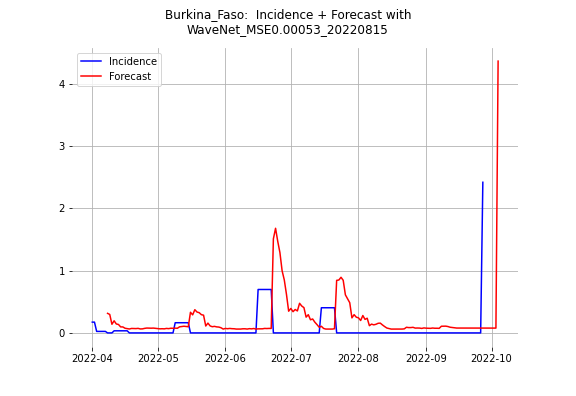 Burkina_Faso:  Incidence + Forecast with
WaveNet_MSE0.00053_20220815
Incidence
Forecast
4
3
2
1
0
2022-04 2022-05 2022-06 2022-07 2022-08 2022-09 2022-10